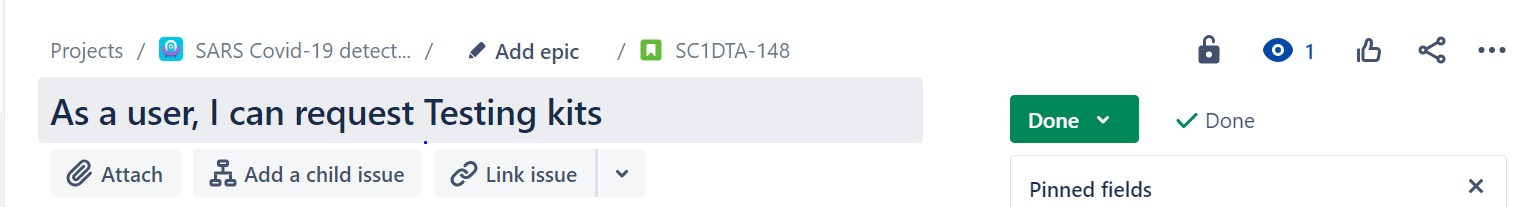 Projects / SARS Covid-19 detect... / Add epic / SC1DTA-148
1
As a user, I can request Testing kits
Done Done
Attach Add a child issue Link issue
Pinned fields